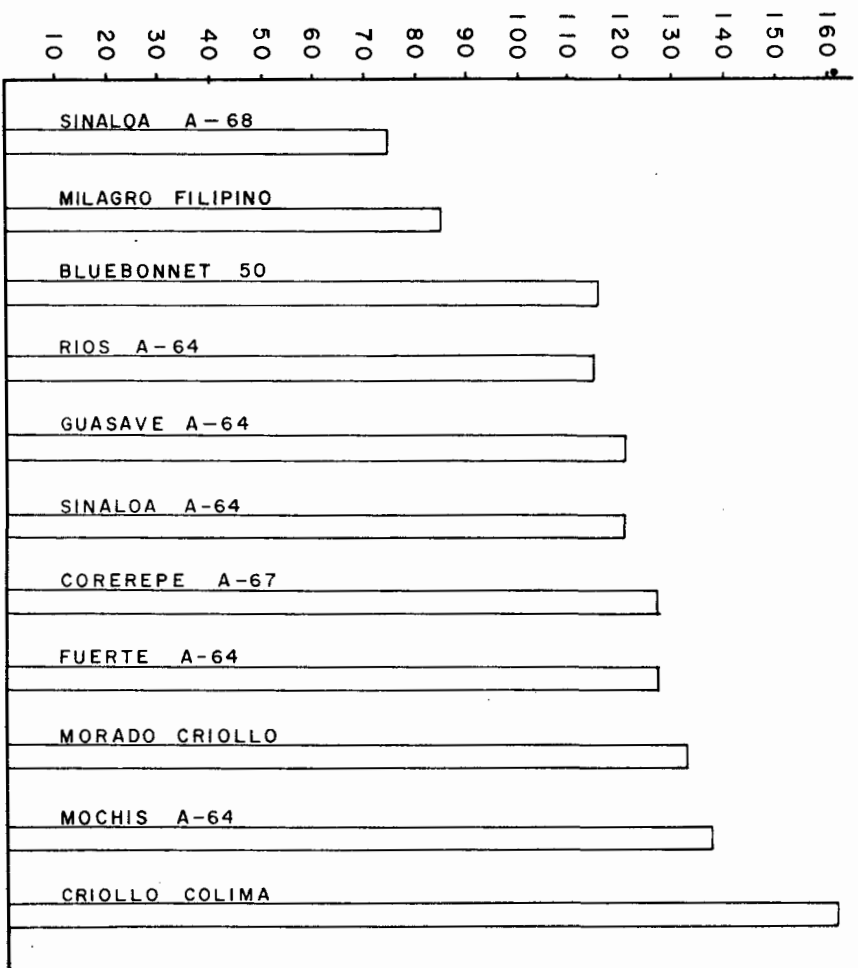 10 20 30 40 50 60 70 80 90 100 110 120 130 140 150 160
SINALOA A-68
MILAGRO FILIPINO
BLUEBONNET 50
RIOS A-64
GUASAVE A-64
SINALOA A-64
COREREPE A-67
FUERTE A-64
MORADO CRIOLLO
MOCHIS A-64
CRIOLLO COLIMA